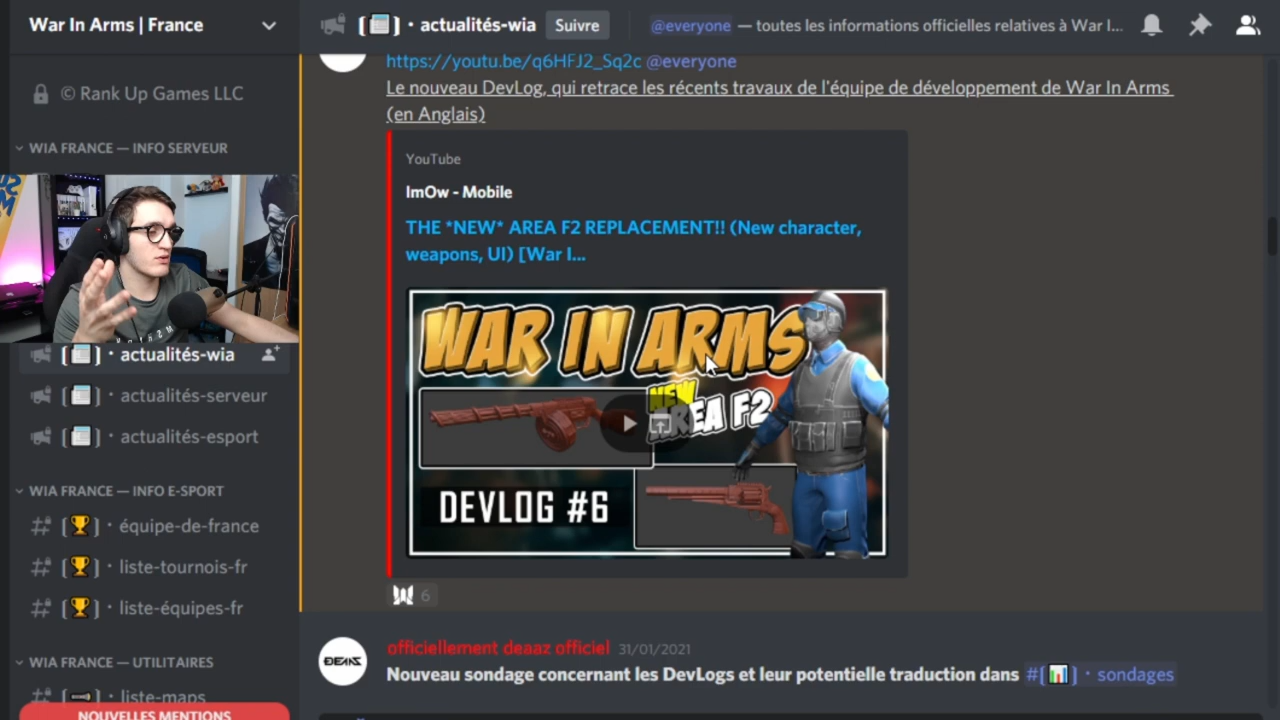 War In Arms | France
© Rank Up Games LLC
WIA FRANCE — INFO SERVEUR
[📰] · actualités-wia
[📰] · actualités-serveur
[📰] · actualités-esport
WIA FRANCE — INFO E-SPORT
[🏆] · équipe-de-france
[🏆] · liste-tournois-fr
[🏆] · liste-équipes-fr
WIA FRANCE — UTILITAIRES
liste-maps
NOUVELLES MENTIONS
[📰] · actualités-wia Suivre @everyone — toutes les informations officielles relatives à War I...
https://youtu.be/q6HFJ2_Sq2c @everyone
Le nouveau DevLog, qui retrace les récents travaux de l'équipe de développement de War In Arms
(en Anglais)
YouTube
ImOw - Mobile
THE *NEW* AREA F2 REPLACEMENT!! (New character,
weapons, UI) [War I...
WAR IN ARMS
NEW
AREA F2
DEVLOG #6
6
officiellement deaaz officiel 31/01/2021
Nouveau sondage concernant les DevLogs et leur potentielle traduction dans #[📊] · sondages